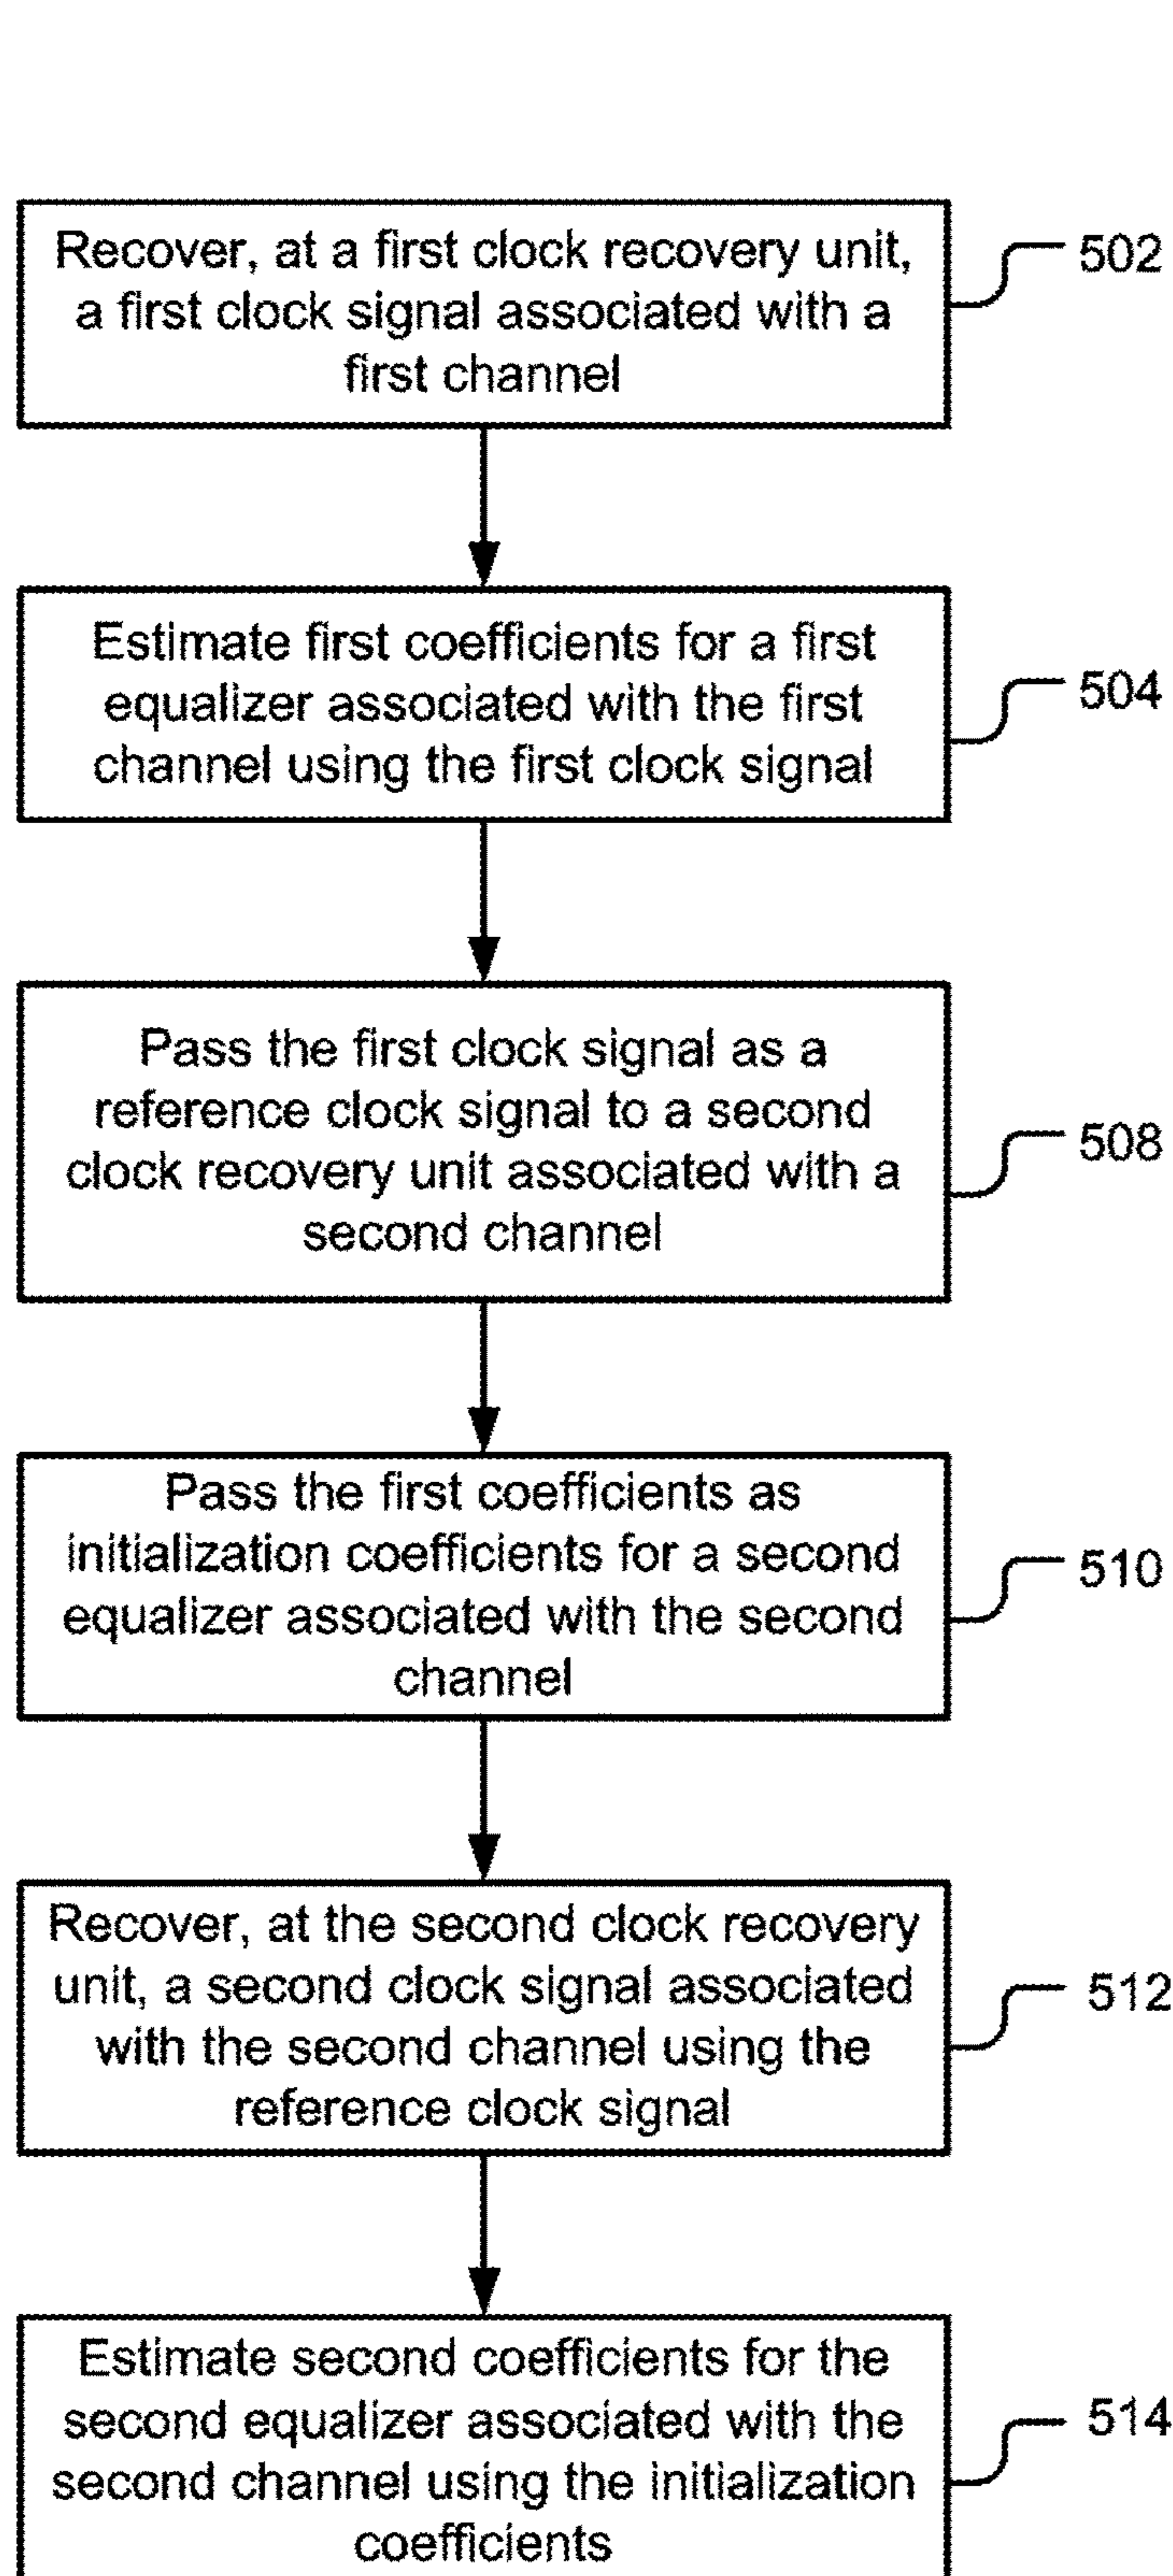 Recover, at a first clock recovery unit,
a first clock signal associated with a
first channel
502
Estimate first coefficients for a first
equalizer associated with the first
channel using the first clock signal
504
Pass the first clock signal as a
reference clock signal to a second
clock recovery unit associated with a
second channel
508
Pass the first coefficients as
initialization coefficients for a second
equalizer associated with the second
channel
510
Recover, at the second clock recovery
unit, a second clock signal associated
with the second channel using the
reference clock signal
512
Estimate second coefficients for the
second equalizer associated with the
second channel using the initialization
coefficients
514